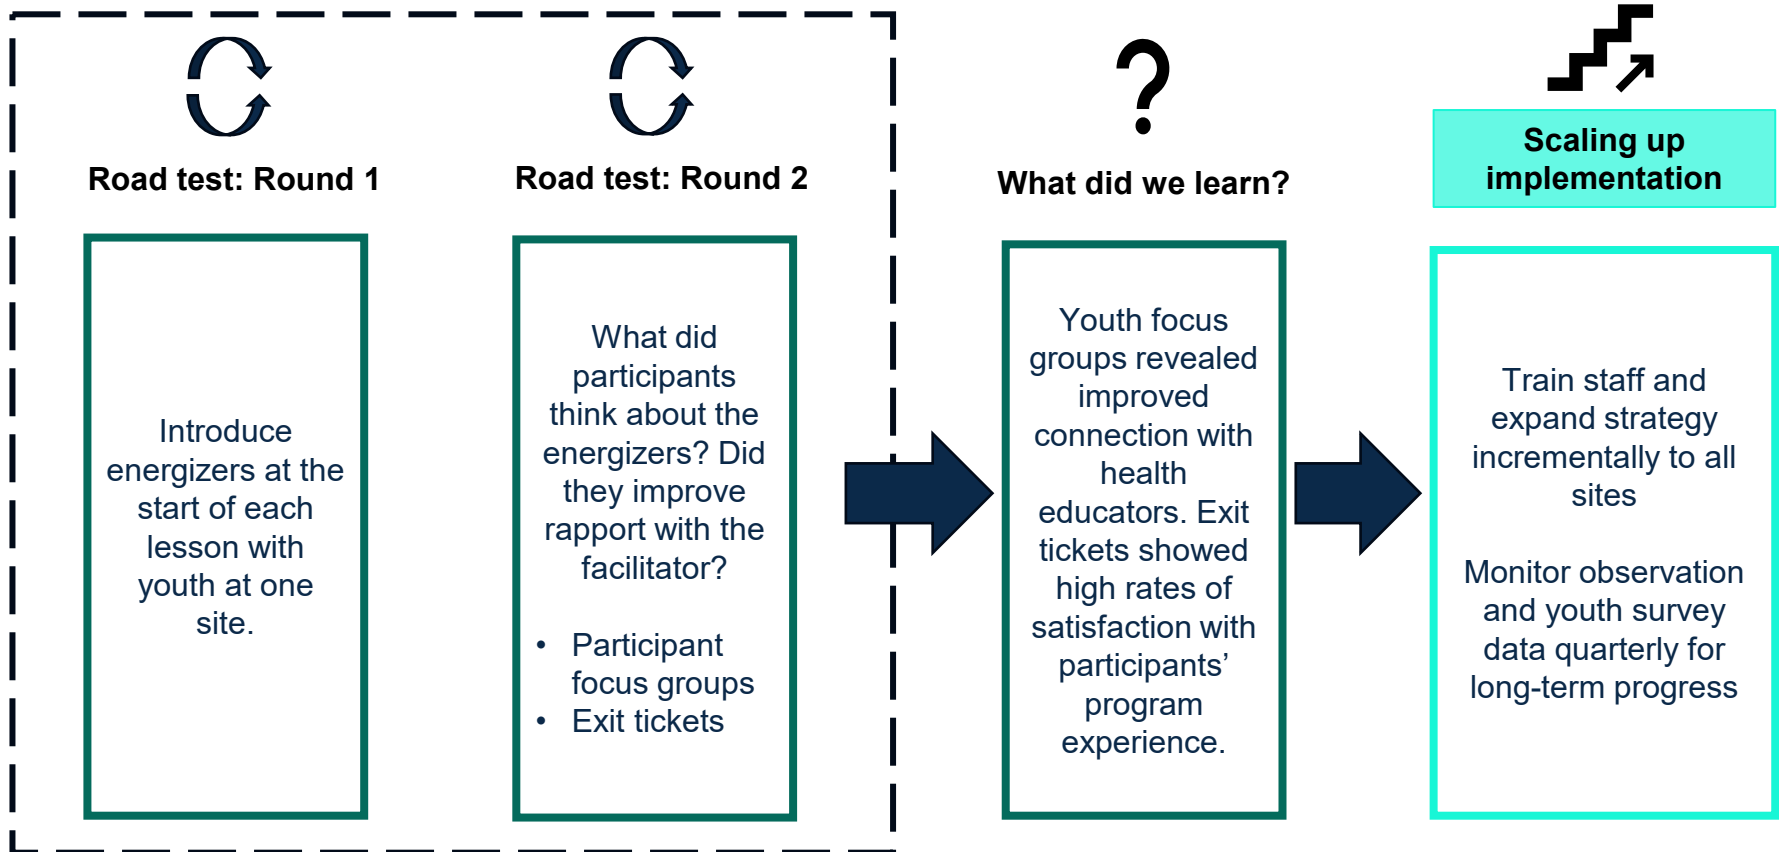 Road test: Round 1
Introduce
energizers at the
start of each
lesson with
youth at one
site.
Road test: Round 2
What did
participants
think about the
energizers? Did
they improve
rapport with the
facilitator?
• Participant
focus groups
• Exit tickets
What did we learn?
Youth focus
groups revealed
improved
connection with
health
educators. Exit
tickets showed
high rates of
satisfaction with
participants’
program
experience.
Scaling up
implementation
Train staff and
expand strategy
incrementally to all
sites
Monitor observation
and youth survey
data quarterly for
long-term progress